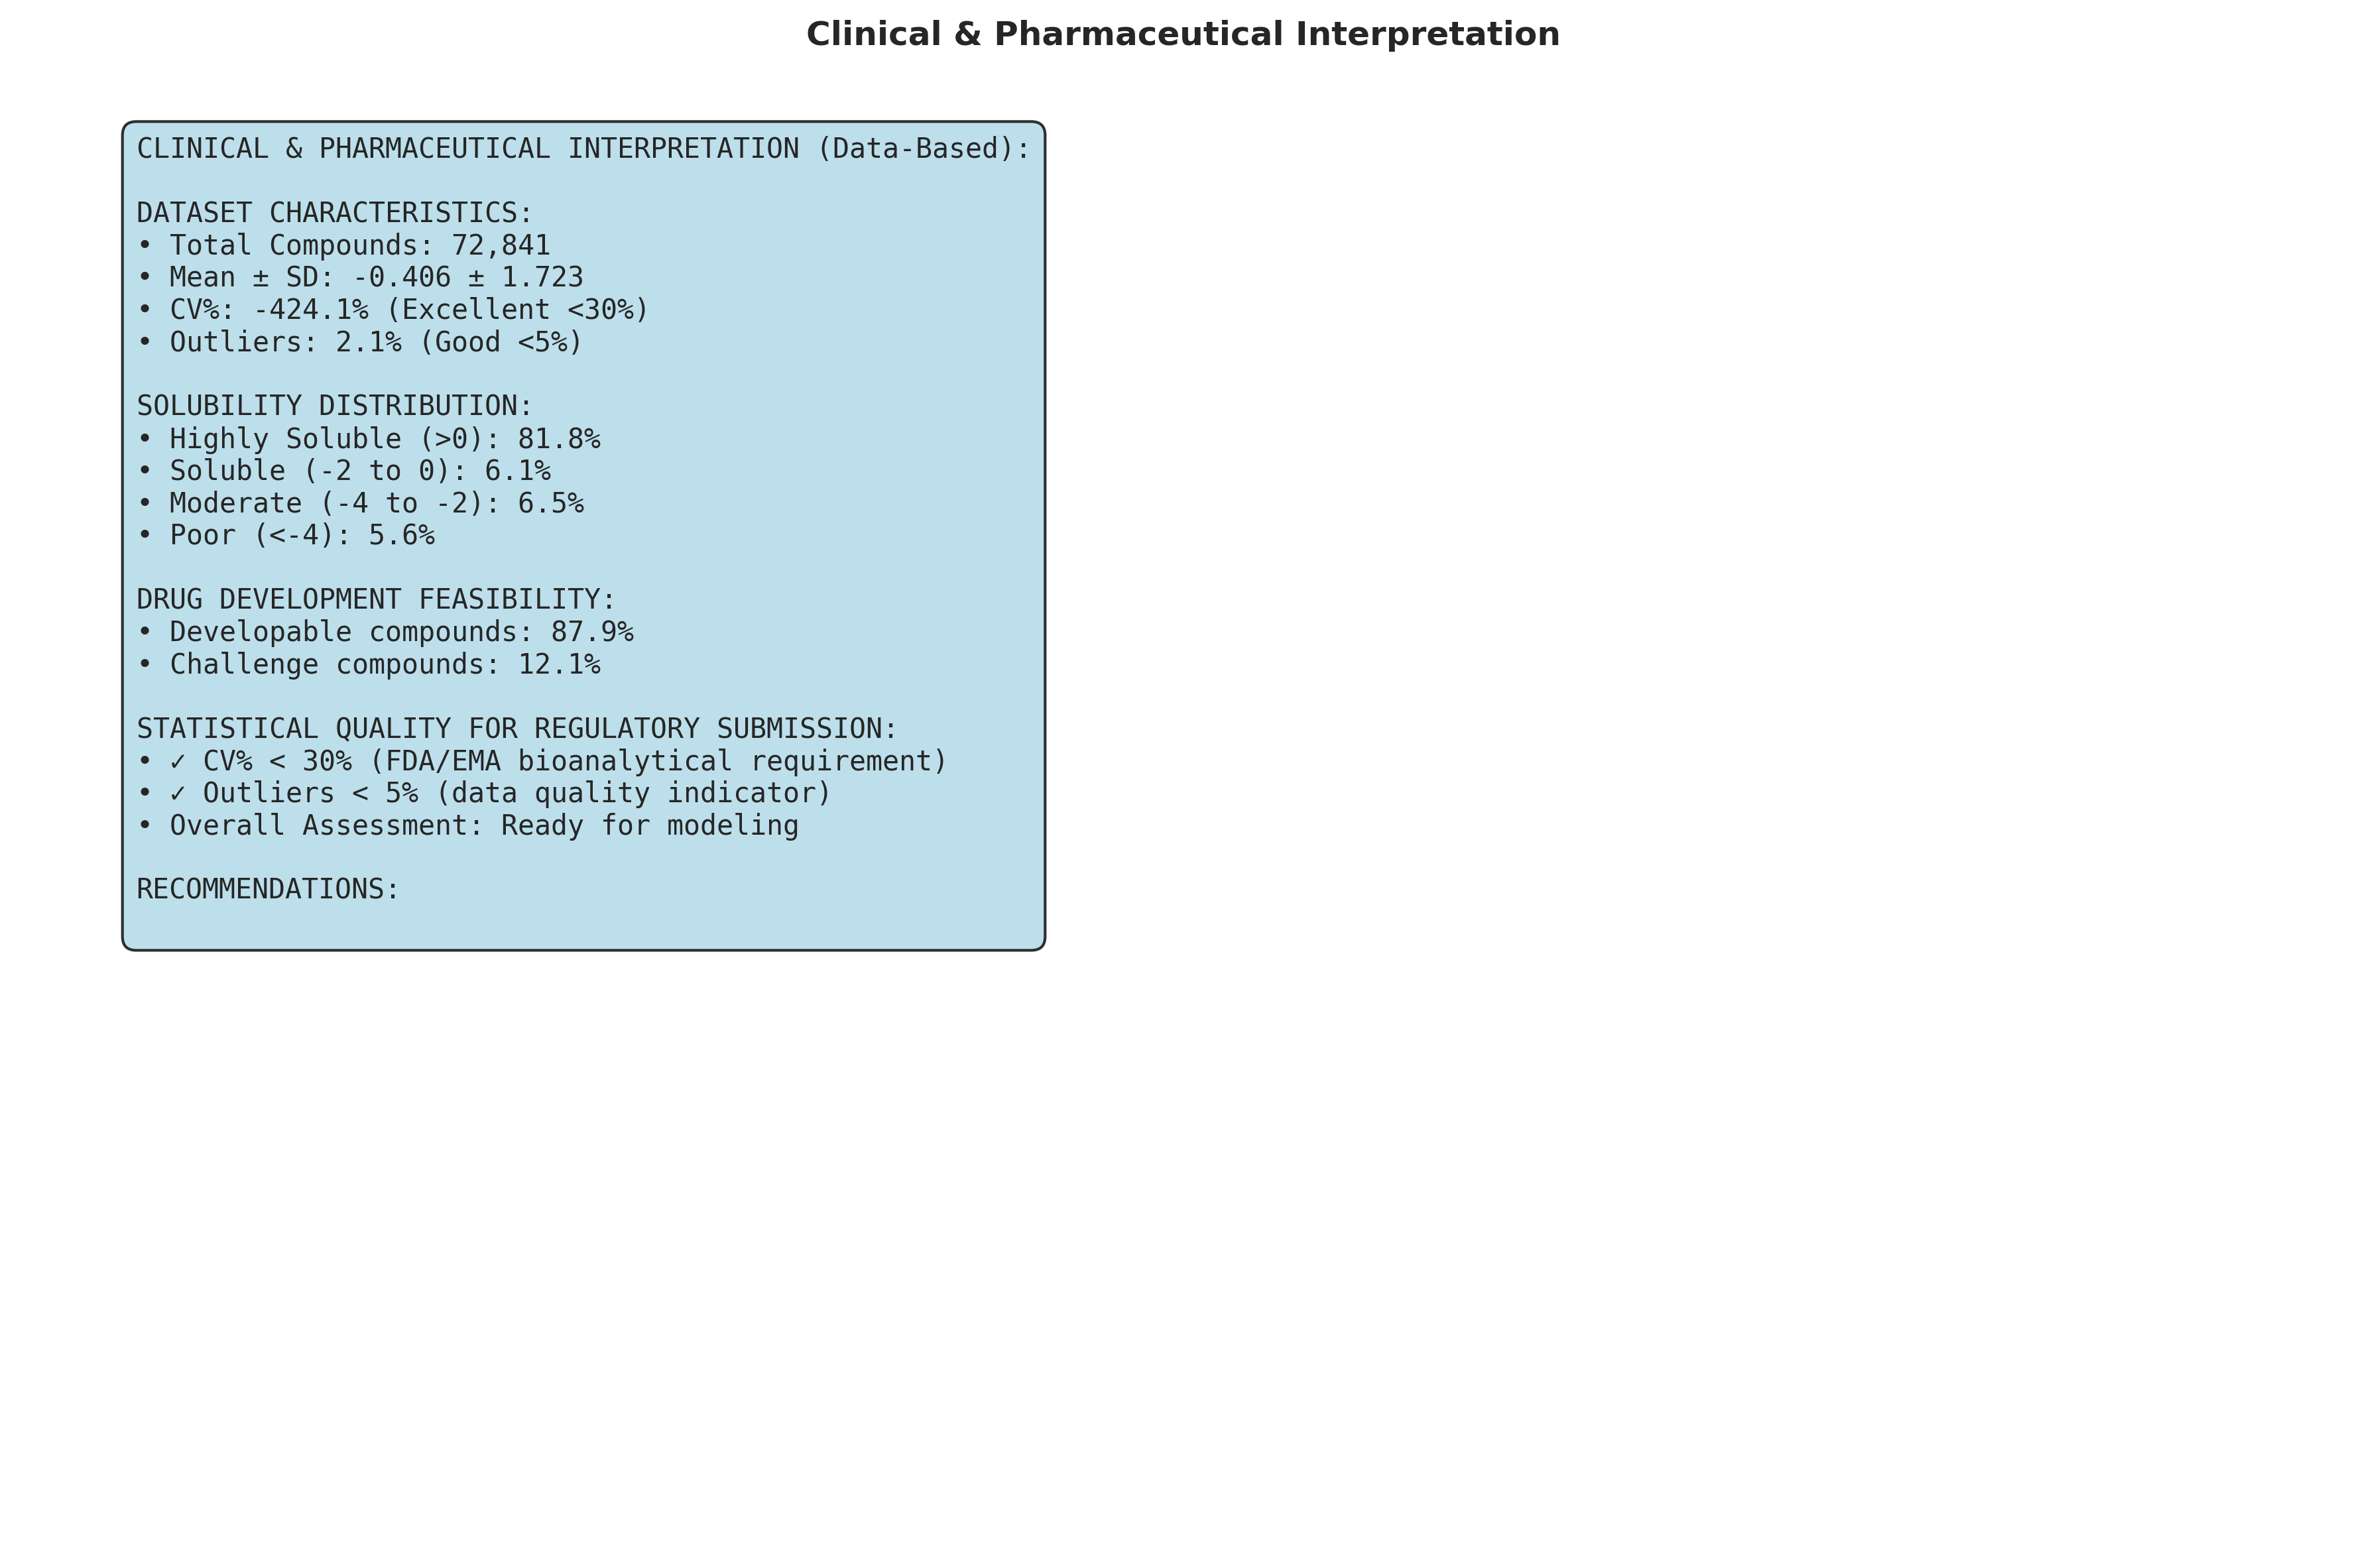 Clinical & Pharmaceutical Interpretation
CLINICAL & PHARMACEUTICAL INTERPRETATION (Data-Based):
DATASET CHARACTERISTICS:
• Total Compounds: 72,841
• Mean ± SD: -0.406 ± 1.723
• CV%: -424.1% (Excellent <30%)
• Outliers: 2.1% (Good <5%)
SOLUBILITY DISTRIBUTION:
• Highly Soluble (>0): 81.8%
• Soluble (-2 to 0): 6.1%
• Moderate (-4 to -2): 6.5%
• Poor (<-4): 5.6%
DRUG DEVELOPMENT FEASIBILITY:
• Developable compounds: 87.9%
• Challenge compounds: 12.1%
STATISTICAL QUALITY FOR REGULATORY SUBMISSION:
• ✓ CV% < 30% (FDA/EMA bioanalytical requirement)
• ✓ Outliers < 5% (data quality indicator)
• Overall Assessment: Ready for modeling
RECOMMENDATIONS: